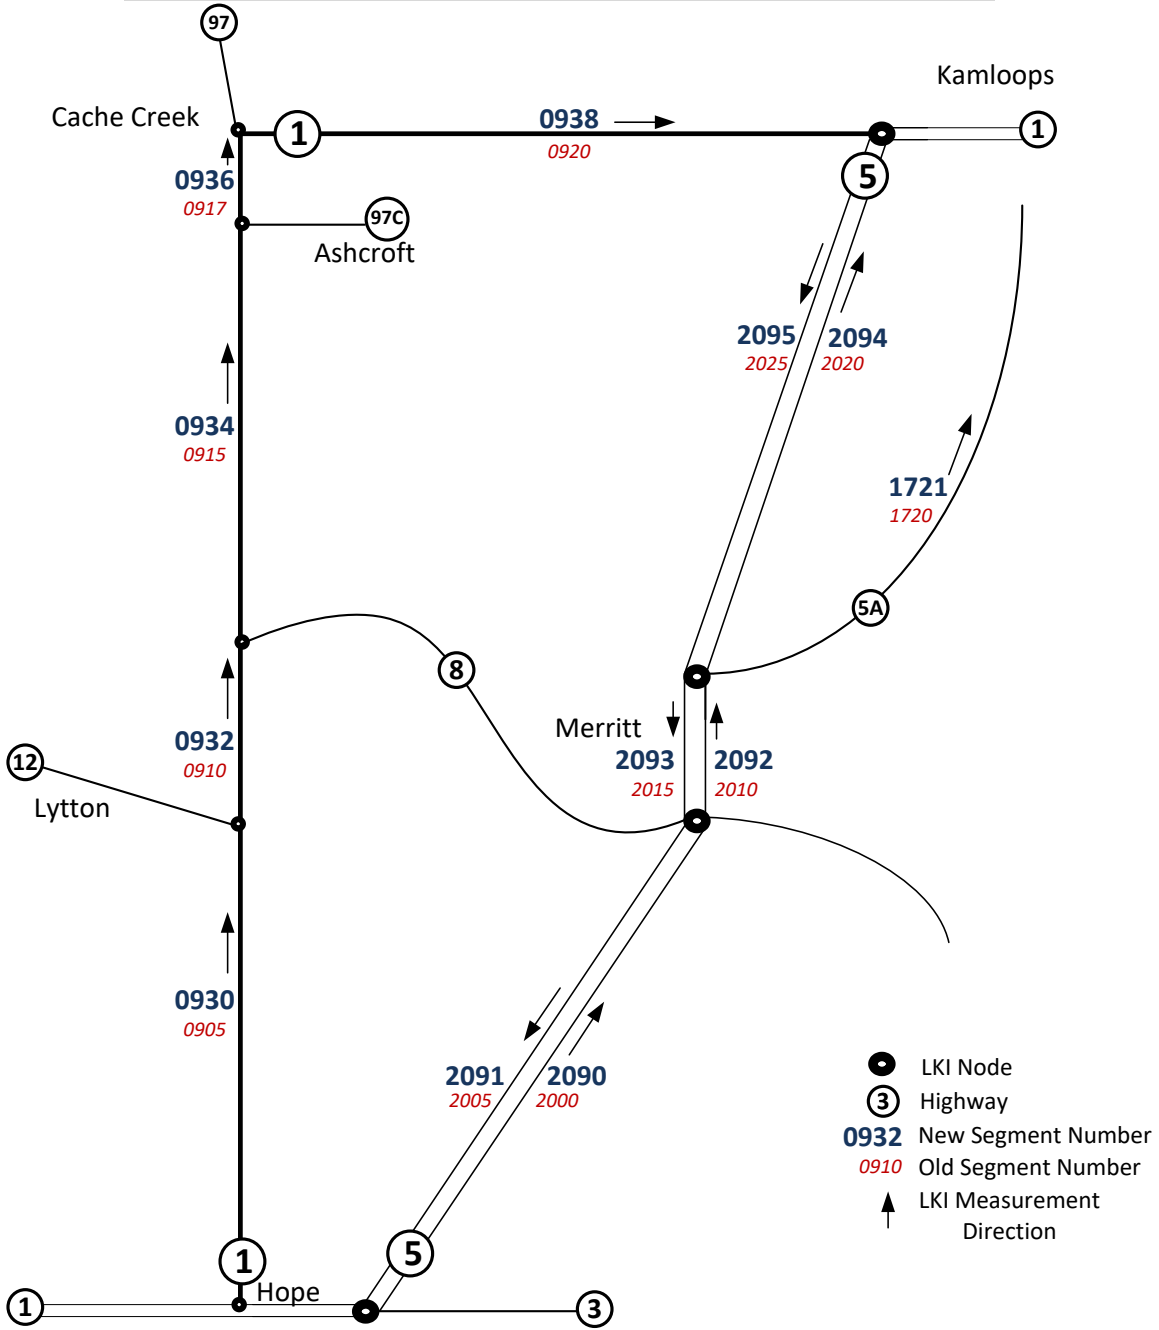 97
Kamloops
Cache Creek
1
0938
0920
1
5
0936
0917
97C
Ashcroft
2095
2025
2094
2020
0934
0915
1721
1720
5A
8
Merritt
0932
0910
2093
2015
2092
2010
12
Lytton
0930
0905
2091
2005
2090
2000
LKI Node
3 Highway
0932 New Segment Number
0910 Old Segment Number
LKI Measurement
Direction
1
5
Hope
1
3